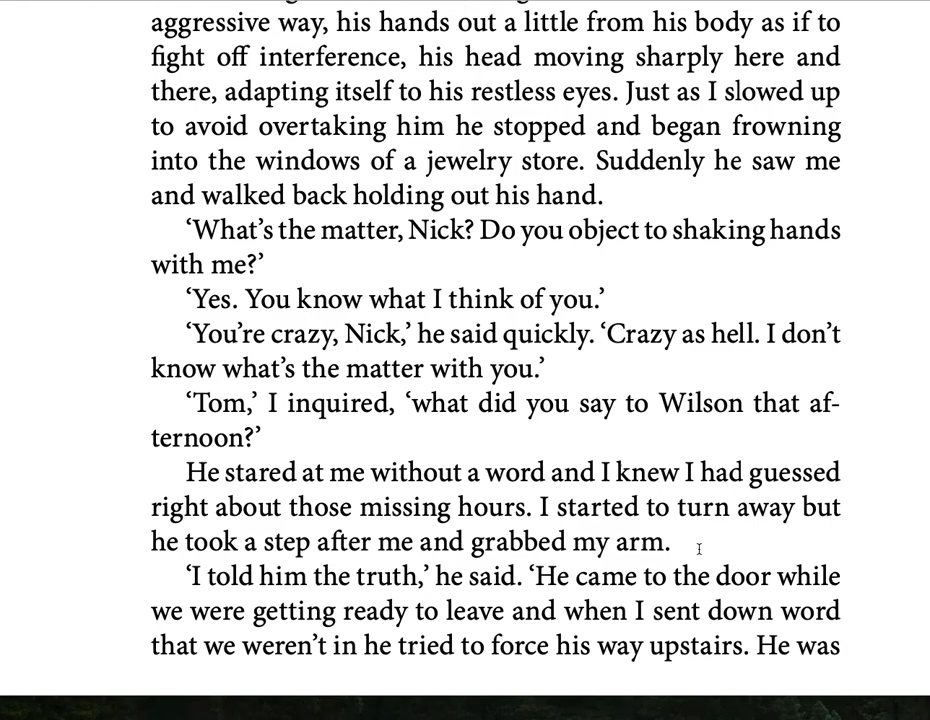 aggressive way, his hands out a little from his body as if to
fight off interference, his head moving sharply here and
there, adapting itself to his restless eyes. Just as I slowed up
to avoid overtaking him he stopped and began frowning
into the windows of a jewelry store. Suddenly he saw me
and walked back holding out his hand.
‘What’s the matter, Nick? Do you object to shaking hands
with me?’
‘Yes. You know what I think of you.’
‘You’re crazy, Nick,’ he said quickly. ‘Crazy as hell. I don’t
know what’s the matter with you.’
‘Tom,’ I inquired, ‘what did you say to Wilson that af-
ternoon?’
He stared at me without a word and I knew I had guessed
right about those missing hours. I started to turn away but
he took a step after me and grabbed my arm.
‘I told him the truth,’ he said. ‘He came to the door while
we were getting ready to leave and when I sent down word
that we weren’t in he tried to force his way upstairs. He was